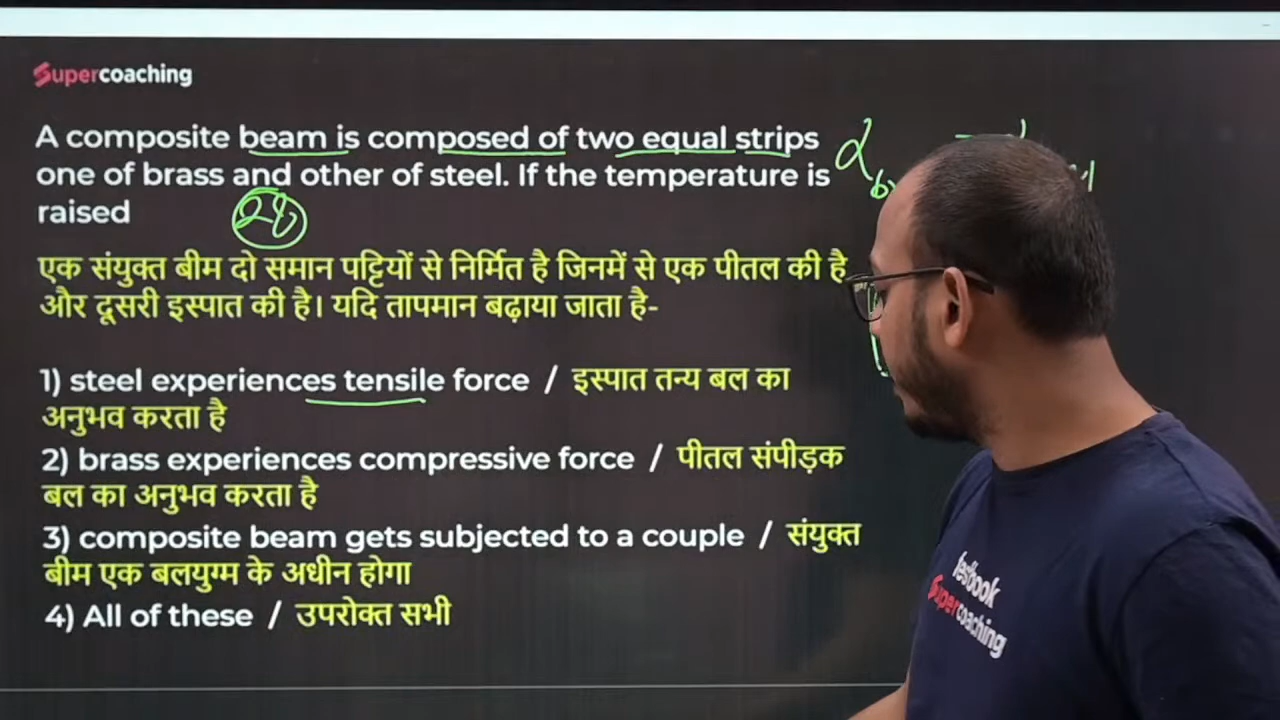 Supercoaching
A composite beam is composed of two equal strips
one of brass and other of steel. If the temperature is
raised
28
एक संयुक्त बीम दो समान पट्टियों से निर्मित है जिनमें से एक पीतल की है
और दूसरी इस्पात की है। यदि तापमान बढ़ाया जाता है-
1) steel experiences tensile force / इस्पात तन्य बल का
अनुभव करता है
2) brass experiences compressive force / पीतल संपीड़क
बल का अनुभव करता है
3) composite beam gets subjected to a couple / संयुक्त
बीम एक बलयुग्म के अधीन होगा
4) All of these / उपरोक्त सभी
α
testbook
Supercoaching